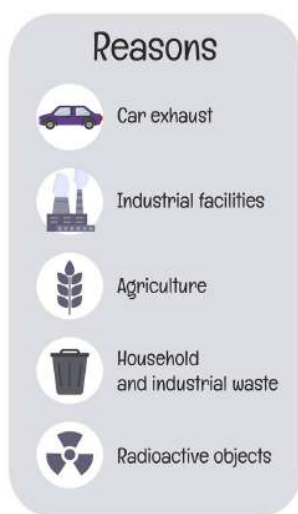 Reasons
Car exhaust
Industrial facilities
Agriculture
Household
and industrial waste
Radioactive objects